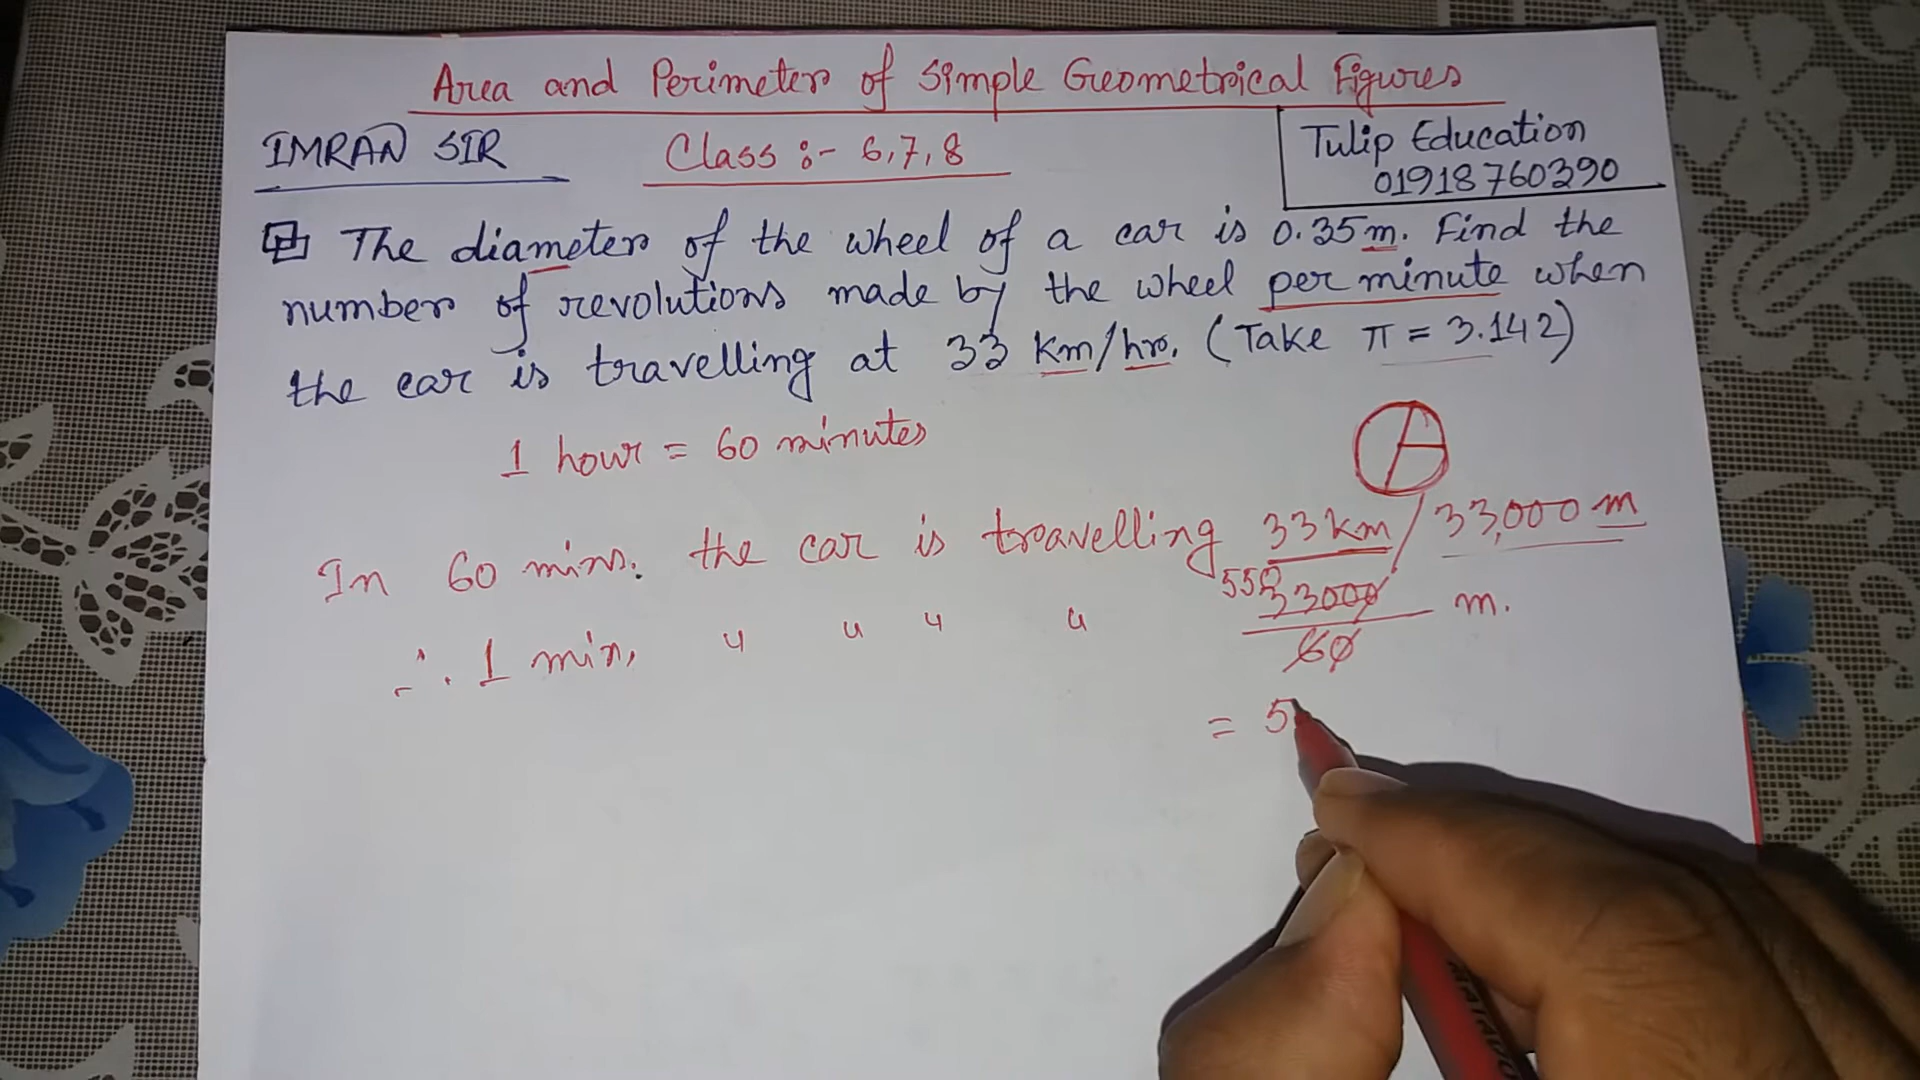 Area and Perimeter of Simple Geometrical Figures
IMRAN SIR
Class :- 6,7,8
Tulip Education
01918760390
The diameter of the wheel of a car is 0.35m. Find the
number of revolutions made by the wheel per minute when
the car is travelling at 33 km/hr. (Take π = 3.142)
1 hour = 60 minutes
In 60 mins. the car is travelling 33 km / 33,000 m
∴ 1 min, " " " " 550 33000/60 m.
= 5